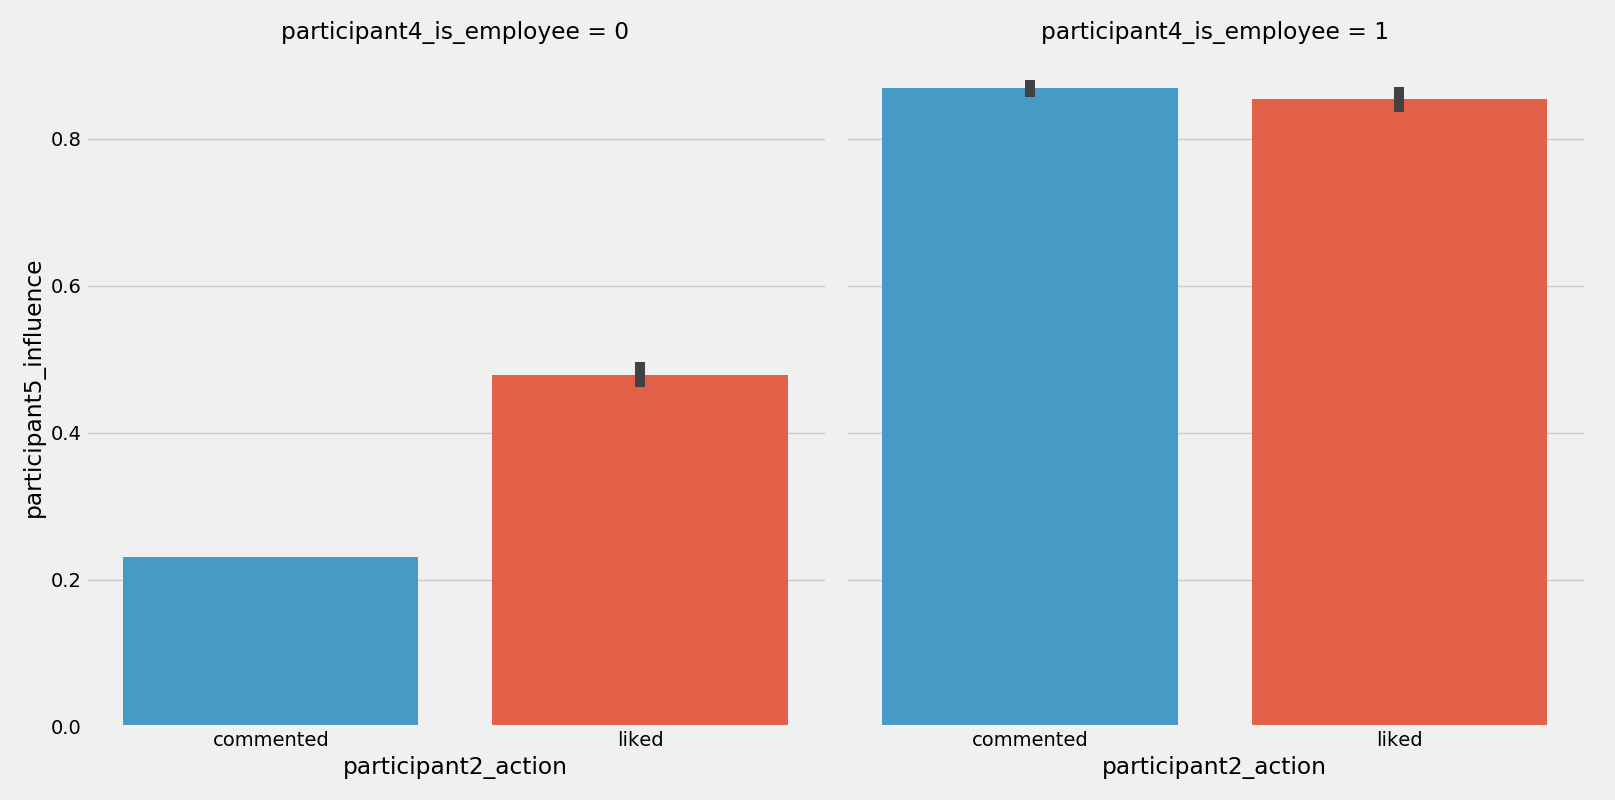 participant4_is_employee = 0
participant4_is_employee = 1
participant5_influence
0.8
0.6
0.4
0.2
0.0
commented
liked
commented
liked
participant2_action
participant2_action